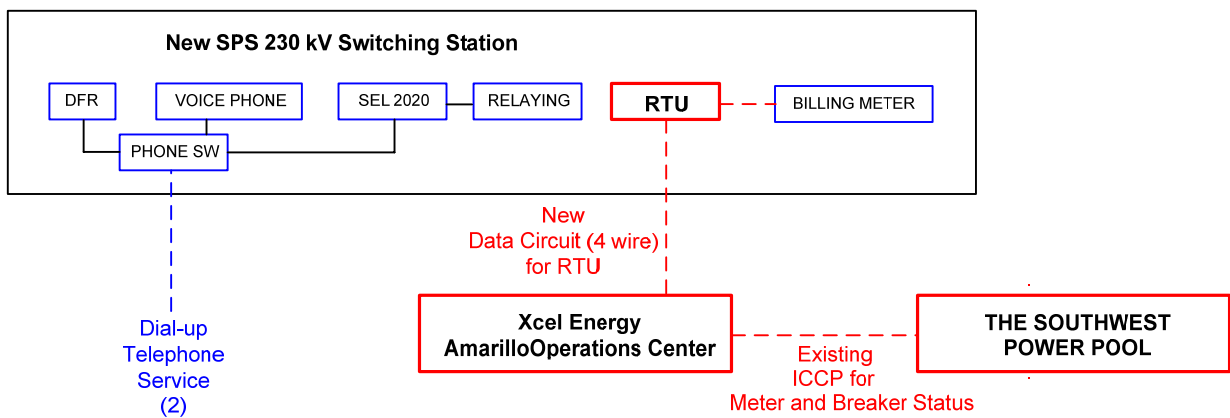 New SPS 230 kV Switching Station
DFR
VOICE PHONE
SEL 2020
RELAYING
RTU
BILLING METER
PHONE SW
New
Data Circuit (4 wire)
for RTU
Dial-up
Telephone
Service
(2)
Xcel Energy
AmarilloOperations Center
Existing
ICCP for
Meter and Breaker Status
THE SOUTHWEST
POWER POOL